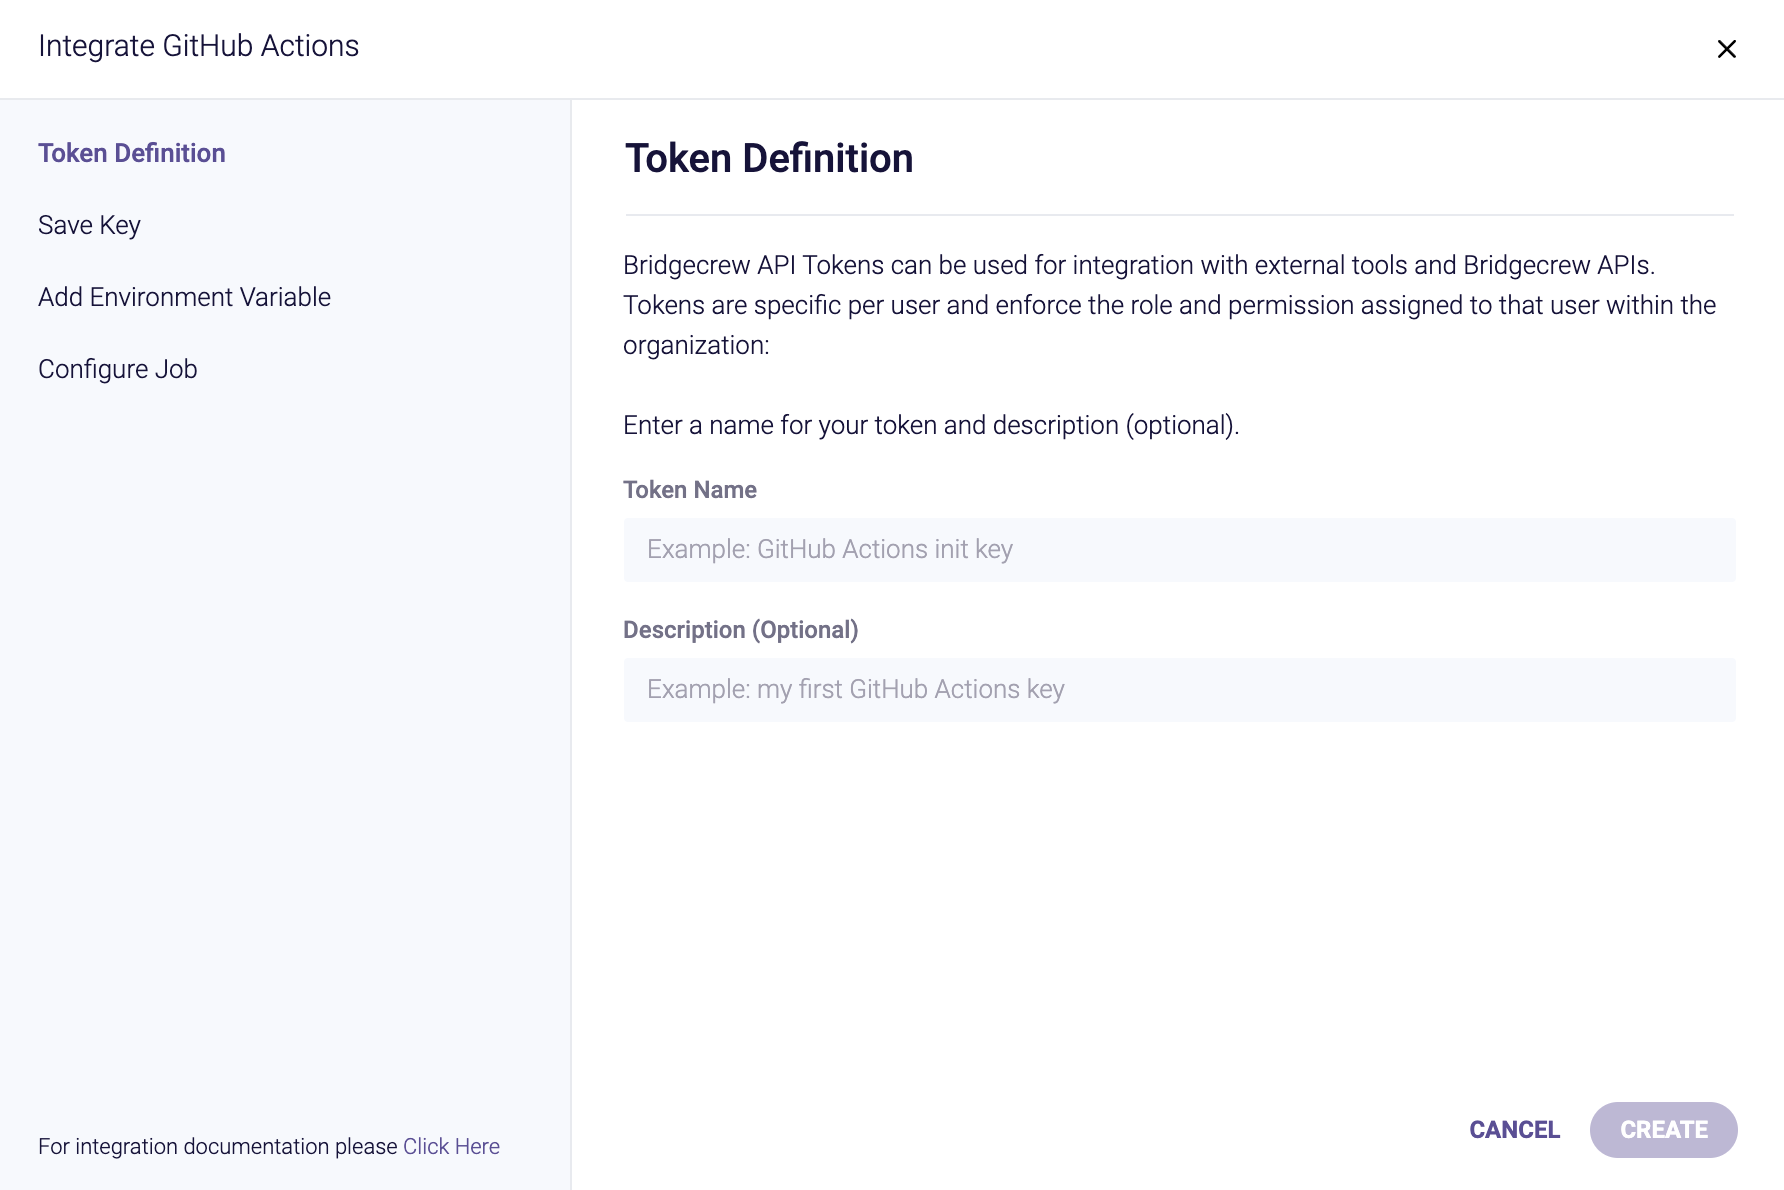 Integrate GitHub Actions
Token Definition
Save Key
Add Environment Variable
Configure Job
For integration documentation please Click Here
Token Definition
Bridgecrew API Tokens can be used for integration with external tools and Bridgecrew APIs.
Tokens are specific per user and enforce the role and permission assigned to that user within the
organization:
Enter a name for your token and description (optional).
Token Name
Example: GitHub Actions init key
Description (Optional)
Example: my first GitHub Actions key
CANCEL
CREATE